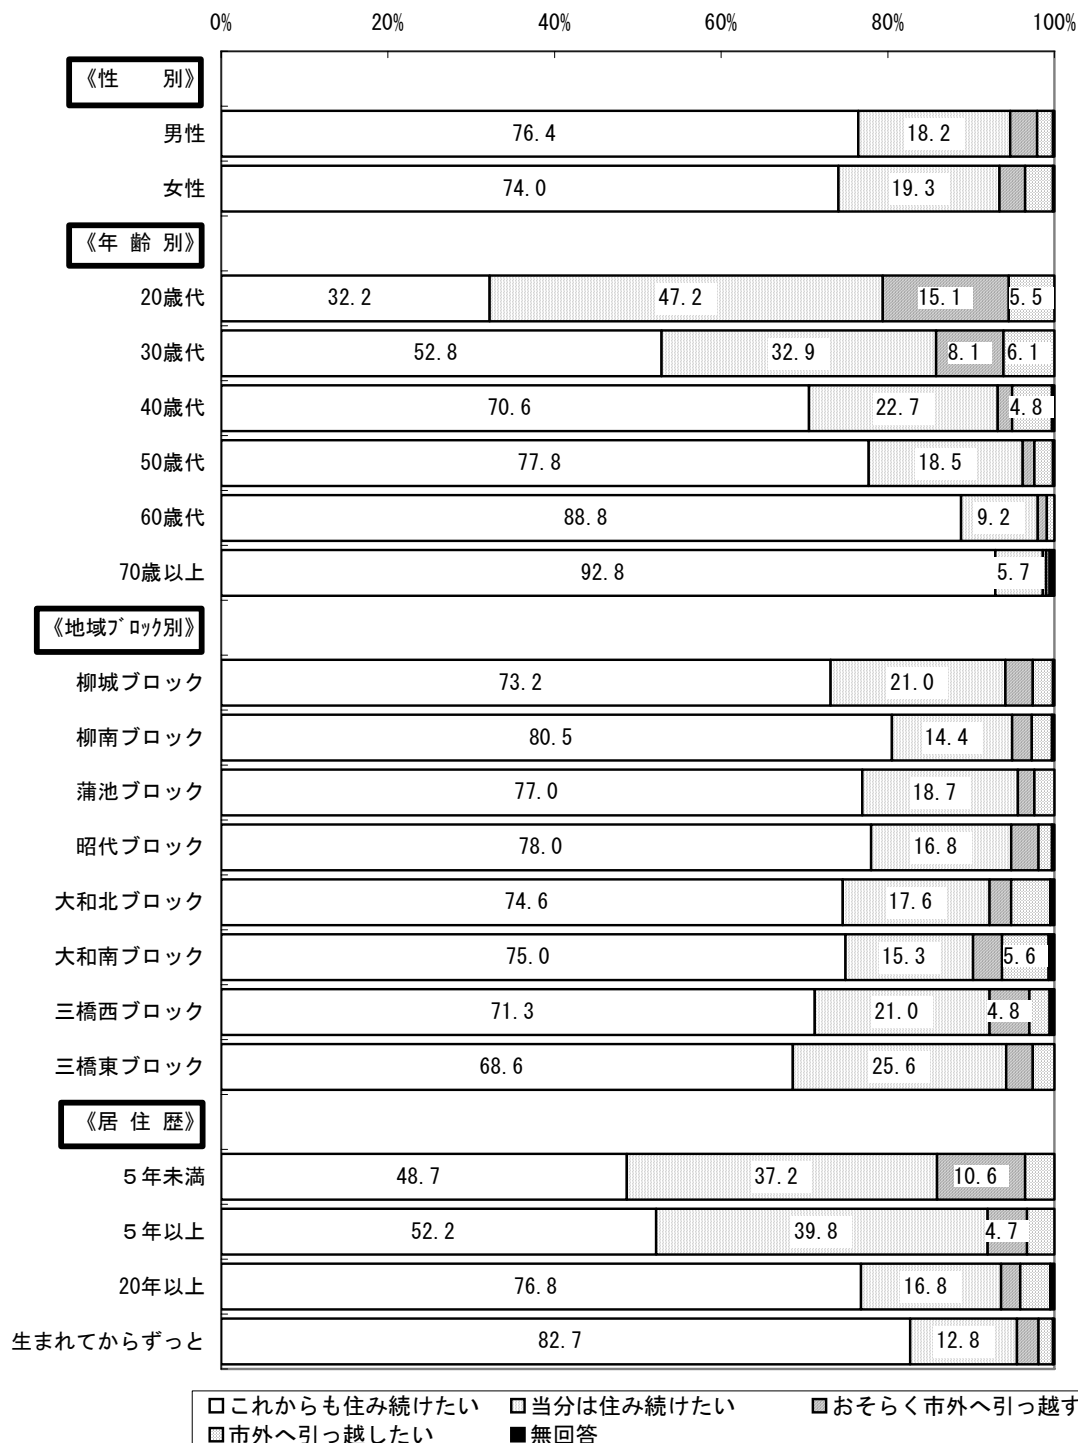 0% 20% 40% 60% 80% 100%
《性　別》
男性 76.4 18.2
女性 74.0 19.3
《年 齢 別》
20歳代 32.2 47.2 15.1 5.5
30歳代 52.8 32.9 8.1 6.1
40歳代 70.6 22.7 4.8
50歳代 77.8 18.5
60歳代 88.8 9.2
70歳以上 92.8 5.7
《地域ﾌﾞﾛｯｸ別》
柳城ブロック 73.2 21.0
柳南ブロック 80.5 14.4
蒲池ブロック 77.0 18.7
昭代ブロック 78.0 16.8
大和北ブロック 74.6 17.6
大和南ブロック 75.0 15.3 5.6
三橋西ブロック 71.3 21.0 4.8
三橋東ブロック 68.6 25.6
《居 住 歴》
５年未満 48.7 37.2 10.6
５年以上 52.2 39.8 4.7
20年以上 76.8 16.8
生まれてからずっと 82.7 12.8
これからも住み続けたい 当分は住み続けたい おそらく市外へ引っ越す
市外へ引っ越したい 無回答